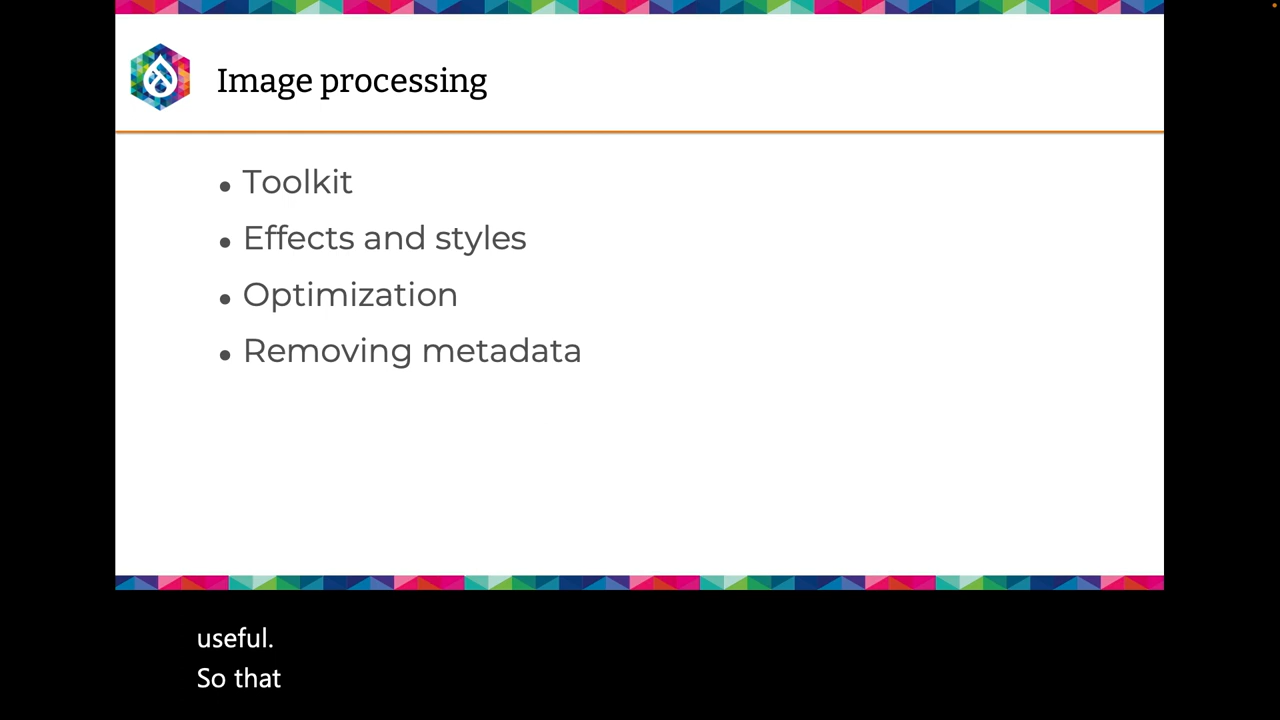 Image processing
• Toolkit
• Effects and styles
• Optimization
• Removing metadata
useful.
So that